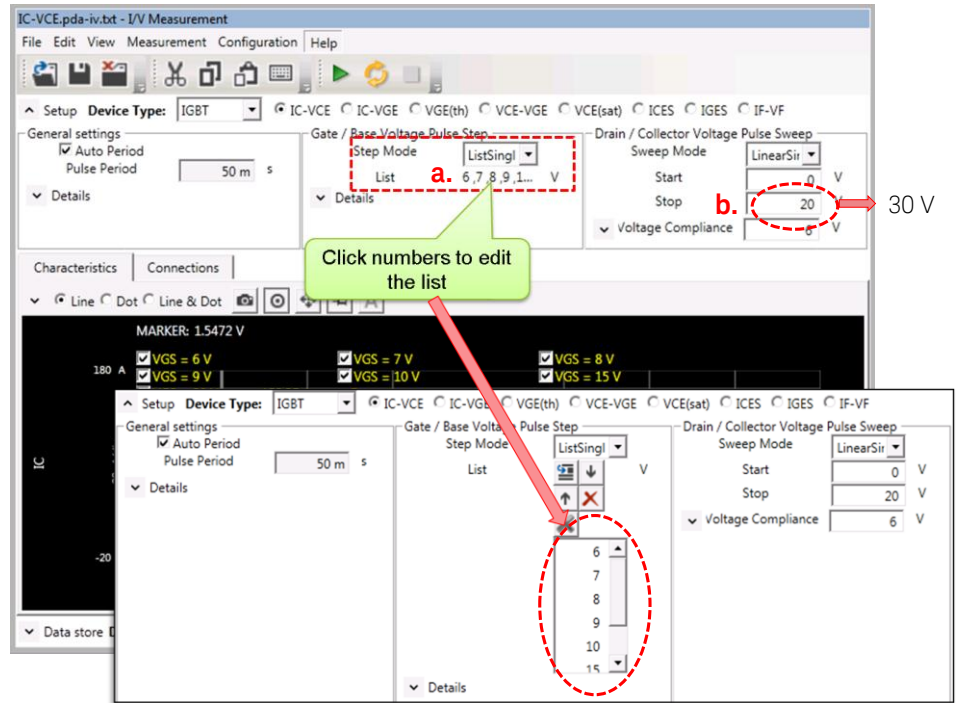 IC-VCE.pda-iv.txt - I/V Measurement
File Edit View Measurement Configuration Help
Setup Device Type: IGBT IC-VCE IC-VGE VGE(th) VCE-VGE VCE(sat) ICES IGES IF-VF
General settings
Auto Period
Pulse Period 50 m s
Details
Gate / Base Voltage Pulse Step
Step Mode ListSingl
a.
List 6 ,7 ,8 ,9 ,1... V
Details
Drain / Collector Voltage Pulse Sweep
Sweep Mode LinearSir
Start 0 V
b.
Stop 20 V
30 V
Voltage Compliance 6 V
Click numbers to edit
the list
Characteristics Connections
Line Dot Line & Dot A
MARKER: 1.5472 V
180 A
VGS = 6 V VGS = 7 V VGS = 8 V
VGS = 9 V VGS = 10 V VGS = 15 V
IC
-20
Data store
Setup Device Type: IGBT IC-VCE IC-VGE VGE(th) VCE-VGE VCE(sat) ICES IGES IF-VF
General settings
Auto Period
Pulse Period 50 m s
Details
Gate / Base Voltage Pulse Step
Step Mode ListSingl
List V
6
7
8
9
10
15
Details
Drain / Collector Voltage Pulse Sweep
Sweep Mode LinearSir
Start 0 V
Stop 20 V
Voltage Compliance 6 V